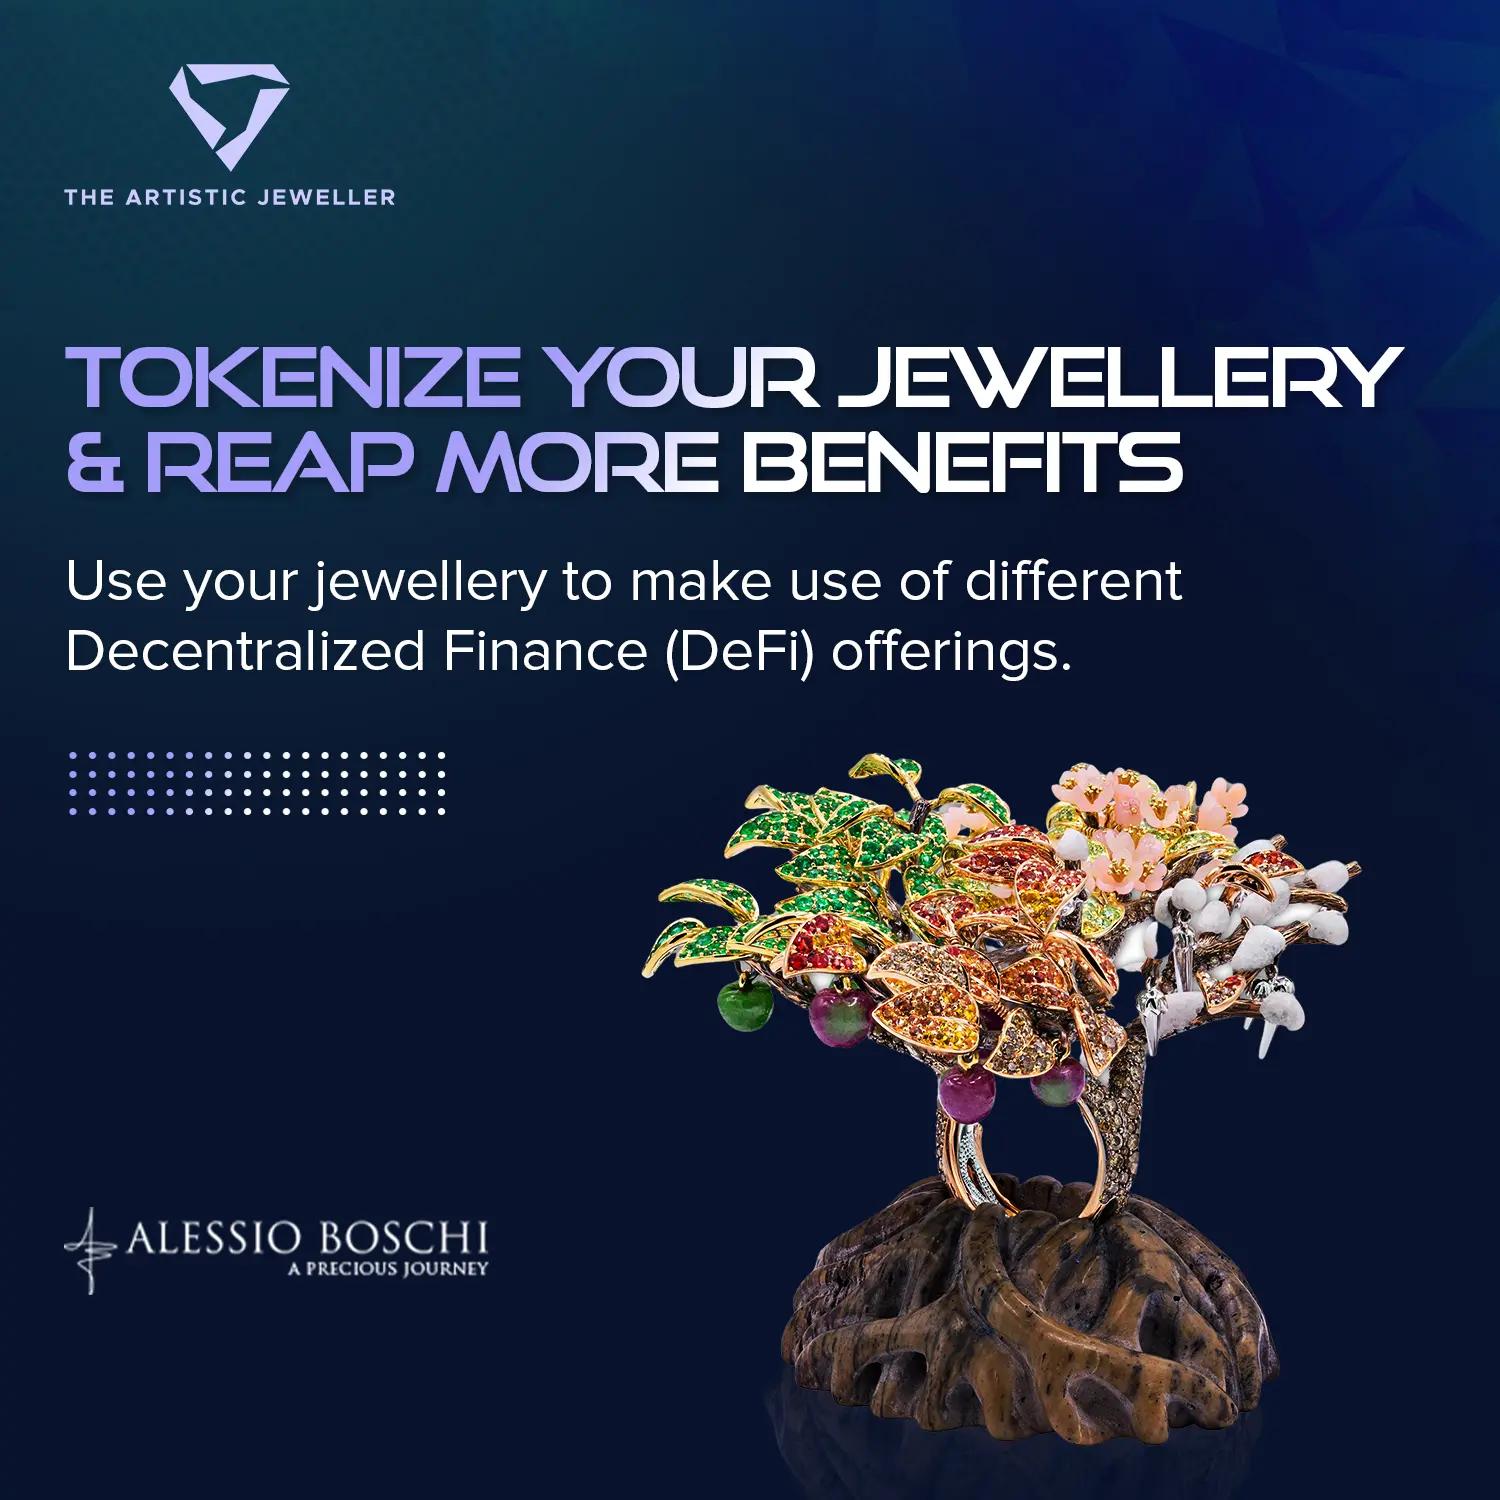 THE ARTISTIC JEWELLER
TOKENIZE YOUR JEWELLERY
& REAP MORE BENEFITS
Use your jewellery to make use of different
Decentralized Finance (DeFi) offerings.
ALESSIO BOSCHI
A PRECIOUS JOURNEY